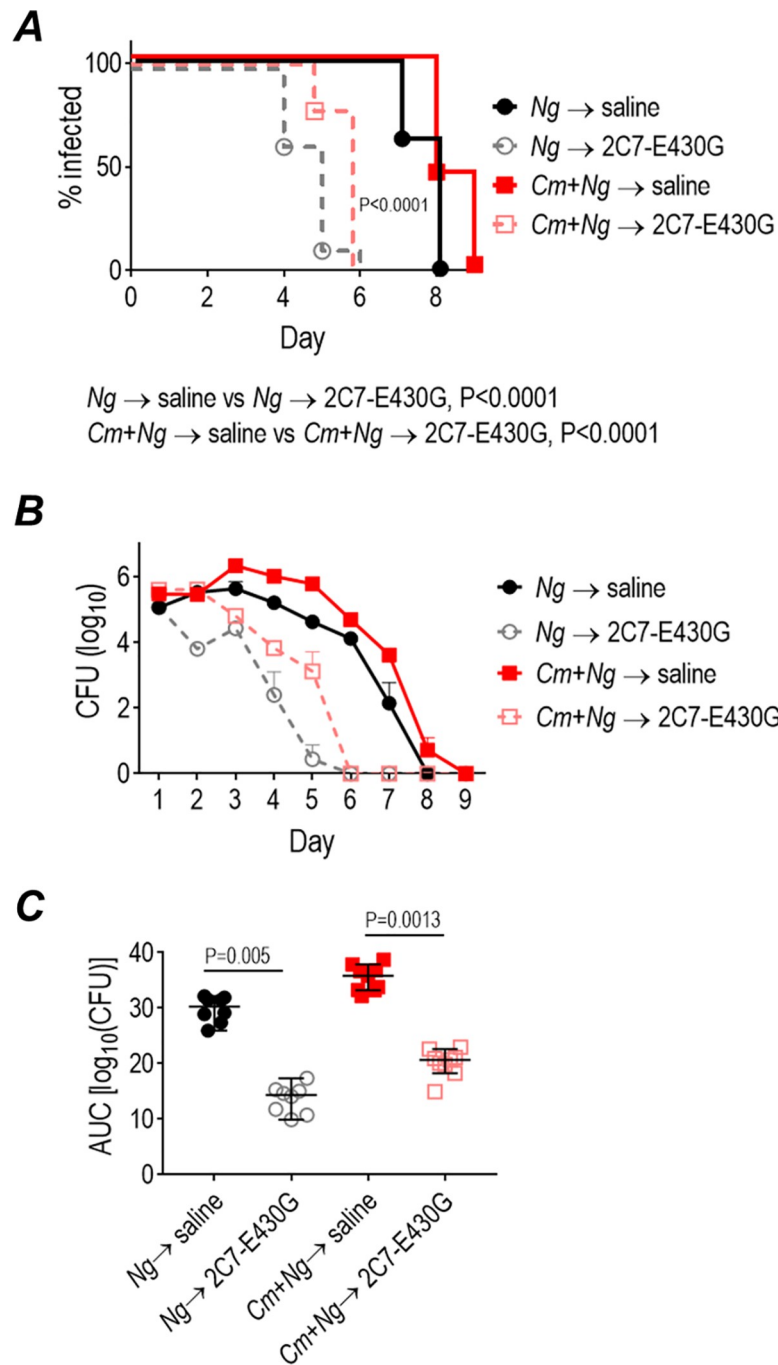 A
% infected
100
50
0
0 2 4 6 8
Day
P<0.0001
Ng → saline
Ng → 2C7-E430G
Cm+Ng → saline
Cm+Ng → 2C7-E430G
Ng → saline vs Ng → 2C7-E430G, P<0.0001
Cm+Ng → saline vs Cm+Ng → 2C7-E430G, P<0.0001
B
CFU (log10)
6
4
2
0
1 2 3 4 5 6 7 8 9
Day
Ng → saline
Ng → 2C7-E430G
Cm+Ng → saline
Cm+Ng → 2C7-E430G
C
AUC [log10(CFU)]
40
30
20
10
0
P=0.005
P=0.0013
Ng→ saline
Ng→ 2C7-E430G
Cm+Ng→ saline
Cm+Ng→ 2C7-E430G